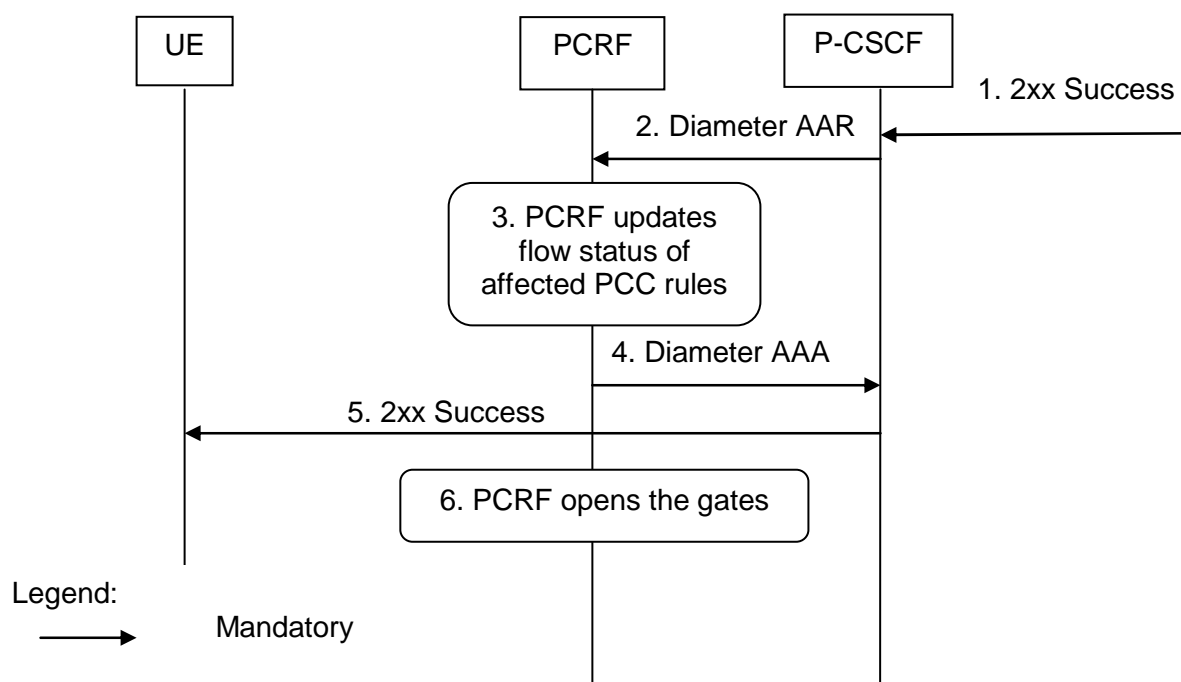 UE
PCRF
P-CSCF
1. 2xx Success
2. Diameter AAR
3. PCRF updates
flow status of
affected PCC rules
4. Diameter AAA
5. 2xx Success
6. PCRF opens the gates
Legend:
Mandatory